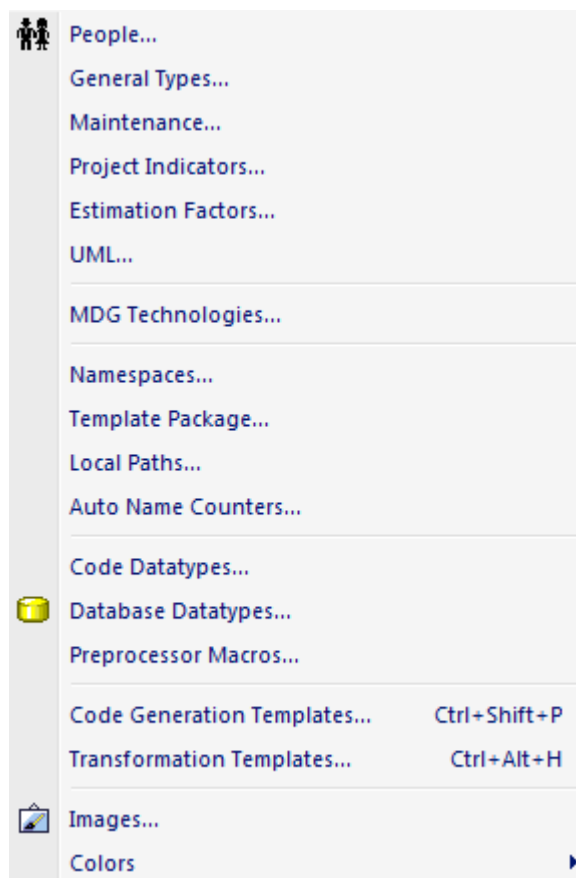 People...
General Types...
Maintenance...
Project Indicators...
Estimation Factors...
UML...
MDG Technologies...
Namespaces...
Template Package...
Local Paths...
Auto Name Counters...
Code Datatypes...
Database Datatypes...
Preprocessor Macros...
Code Generation Templates... Ctrl+Shift+P
Transformation Templates... Ctrl+Alt+H
Images...
Colors